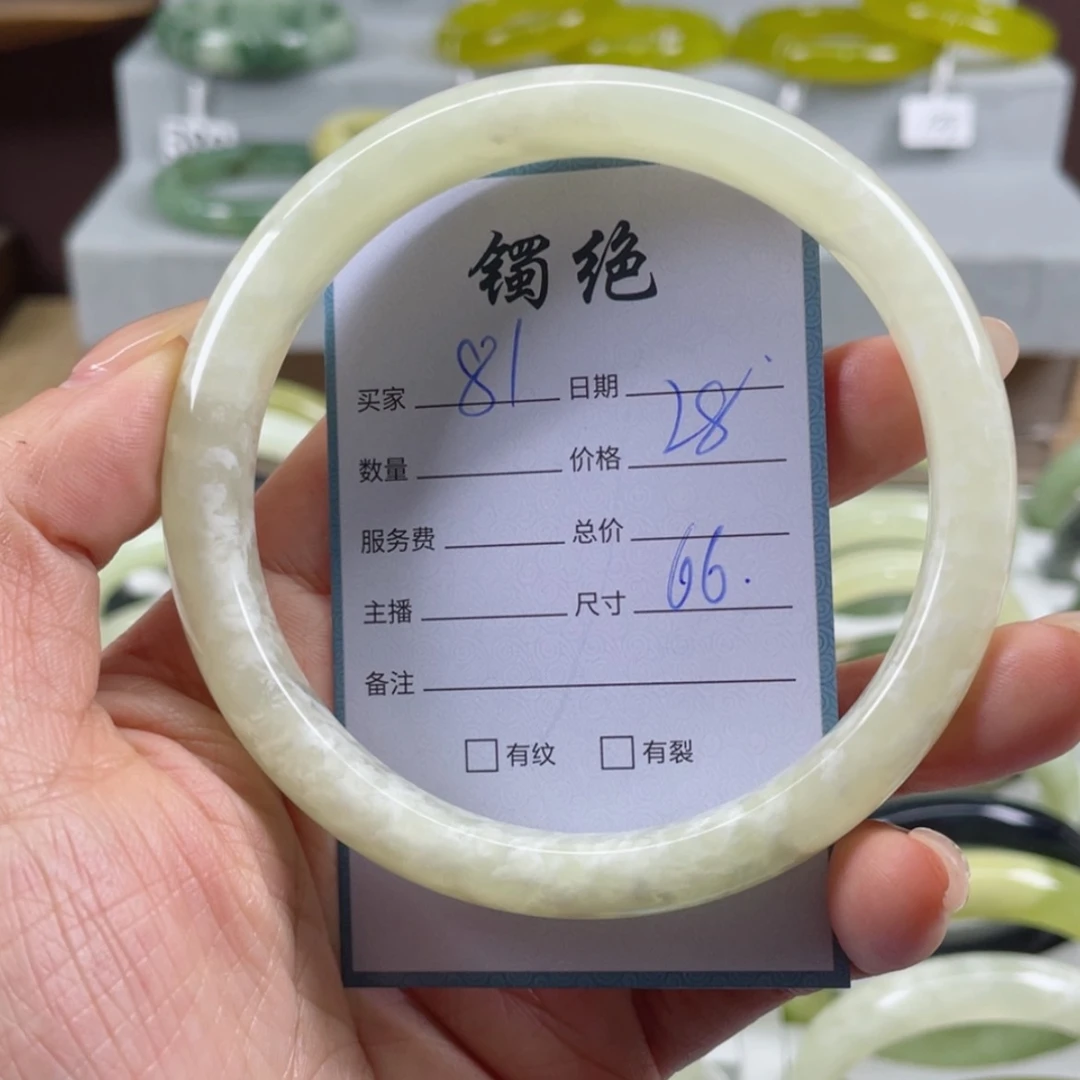 镯绝
买家 81 日期
数量 价格 28
服务费 总价
主播 尺寸 66.
备注
有纹 有裂